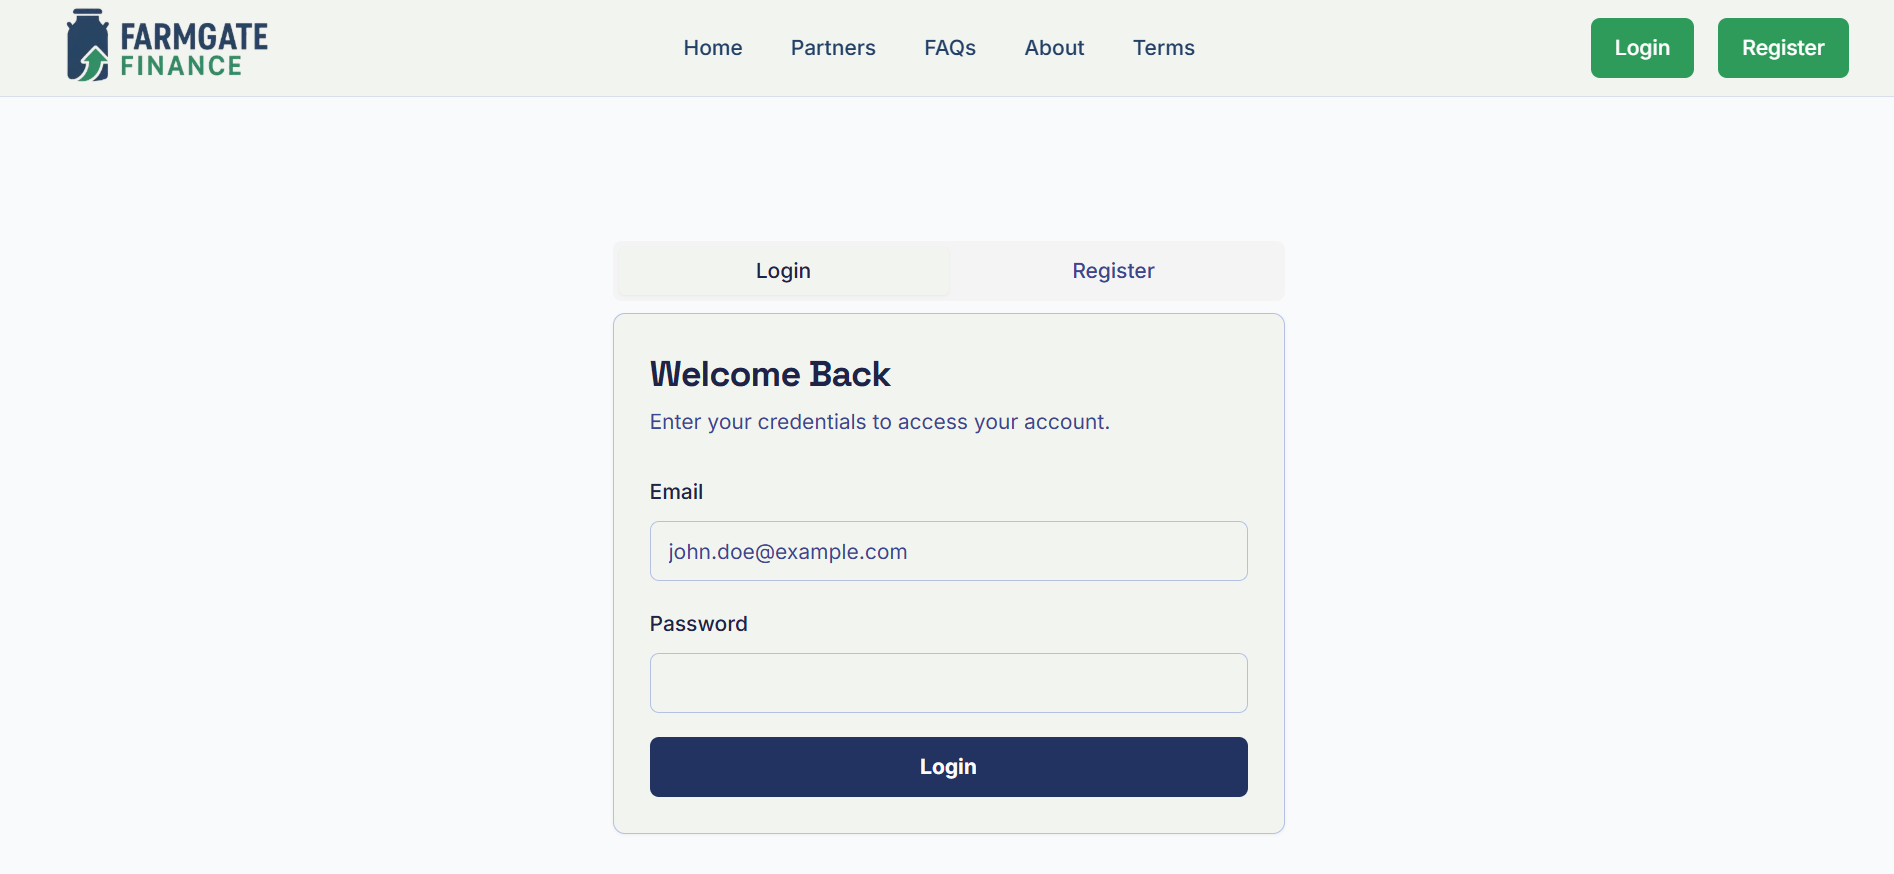 FARMGATE
FINANCE
Home Partners FAQs About Terms
Login Register
Login Register
Welcome Back
Enter your credentials to access your account.
Email
john.doe@example.com
Password
Login